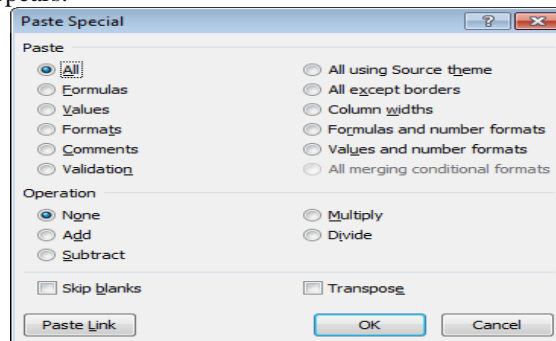 Paste Special
Paste
All
All using Source theme
Formulas
All except borders
Values
Column widths
Formats
Formulas and number formats
Comments
Values and number formats
Validation
All merging conditional formats
Operation
None
Multiply
Add
Divide
Subtract
Skip blanks
Transpose
Paste Link
OK
Cancel